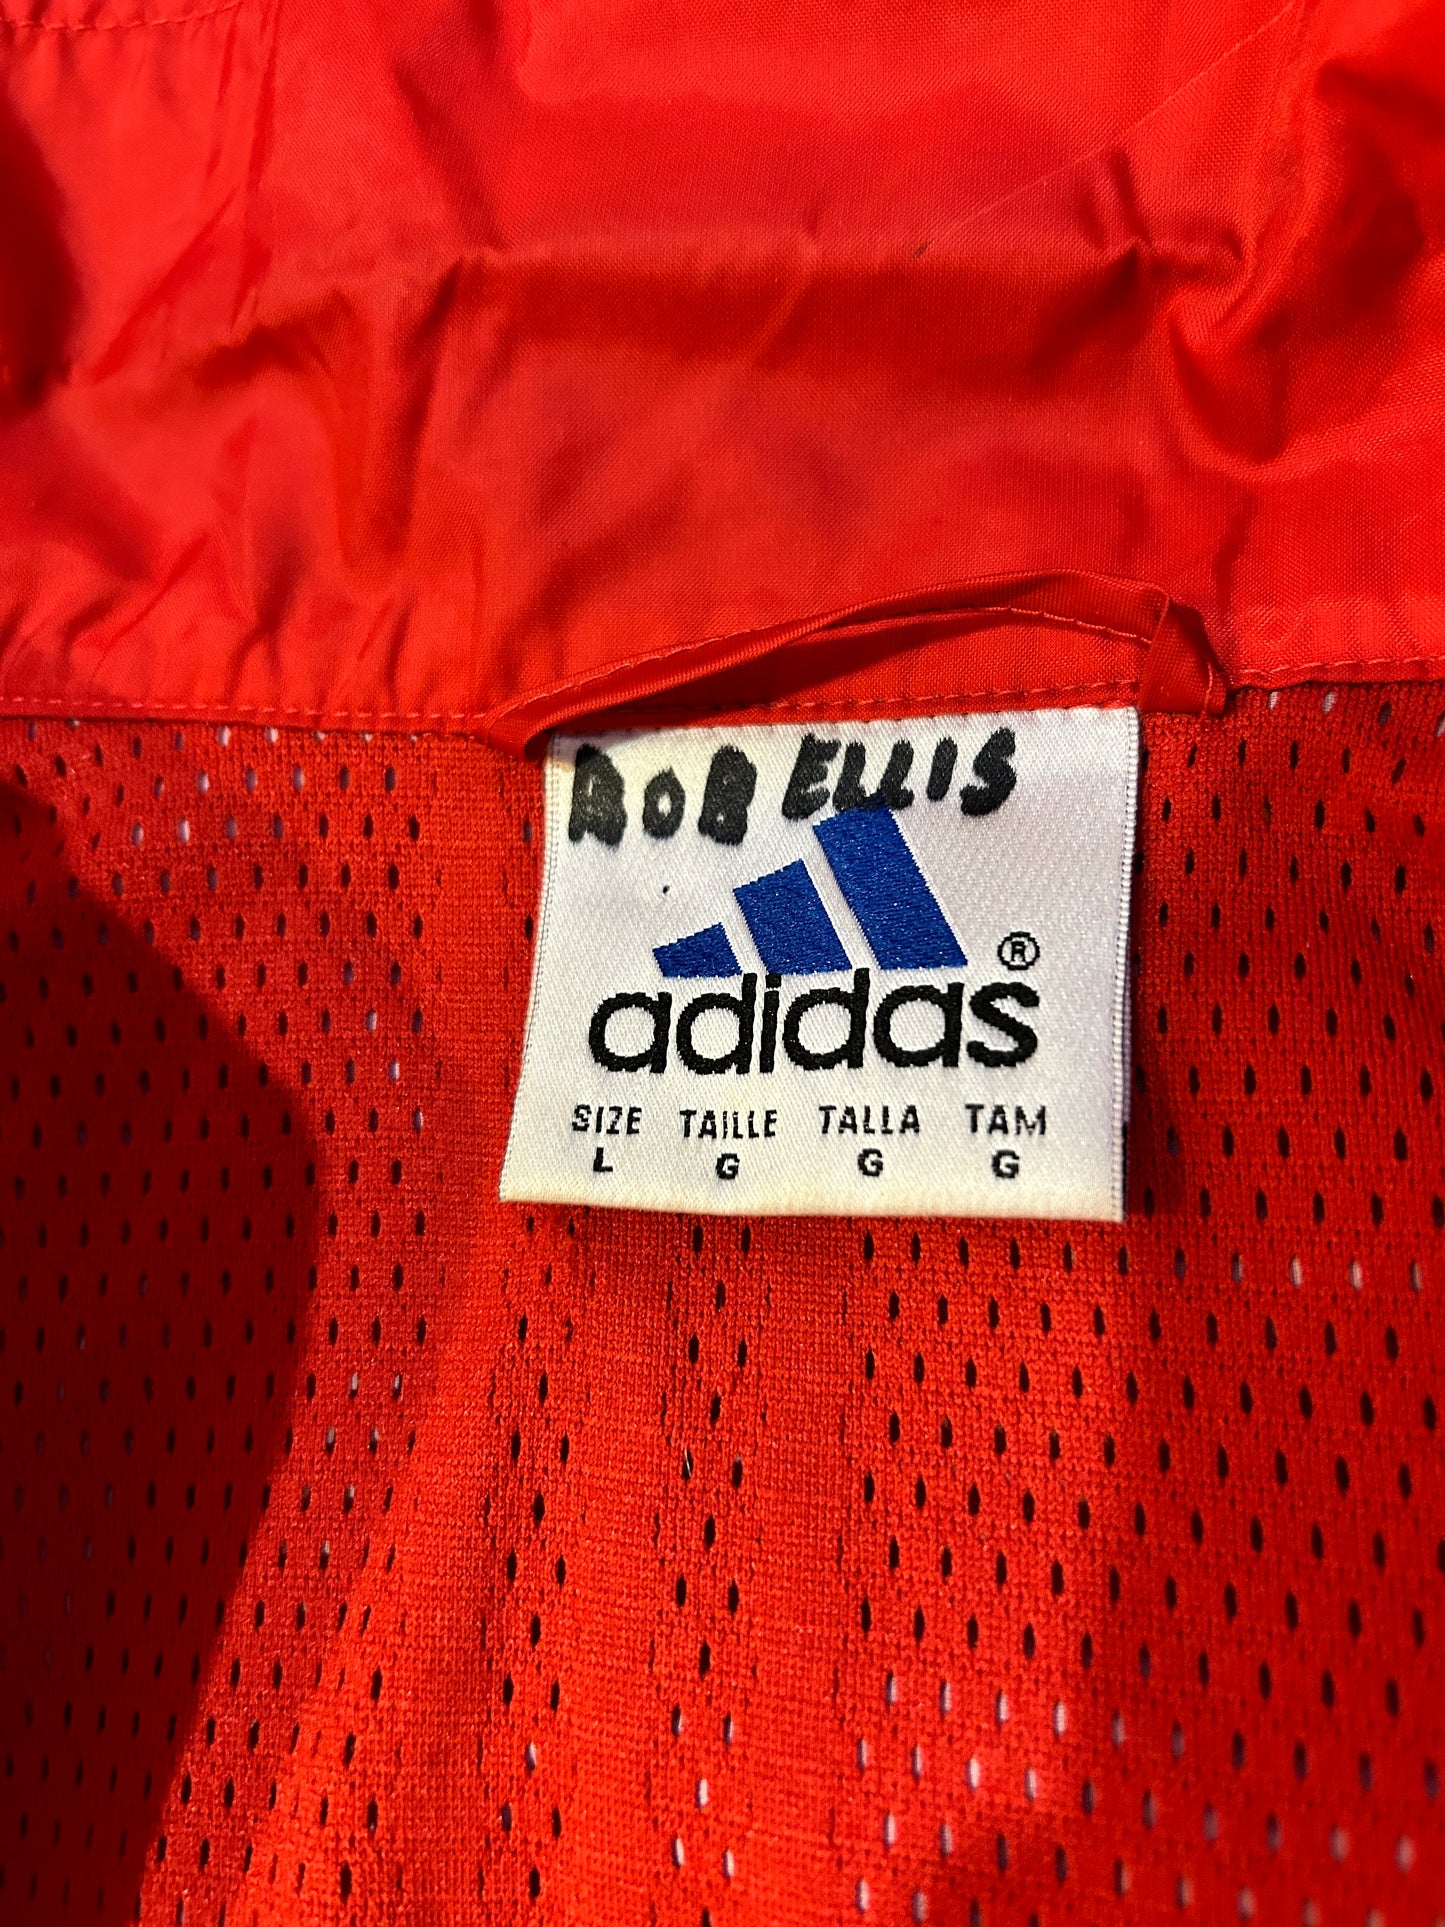 ROB ELLIS
adidas®
SIZE TAILLE TALLA TAM
L G G G